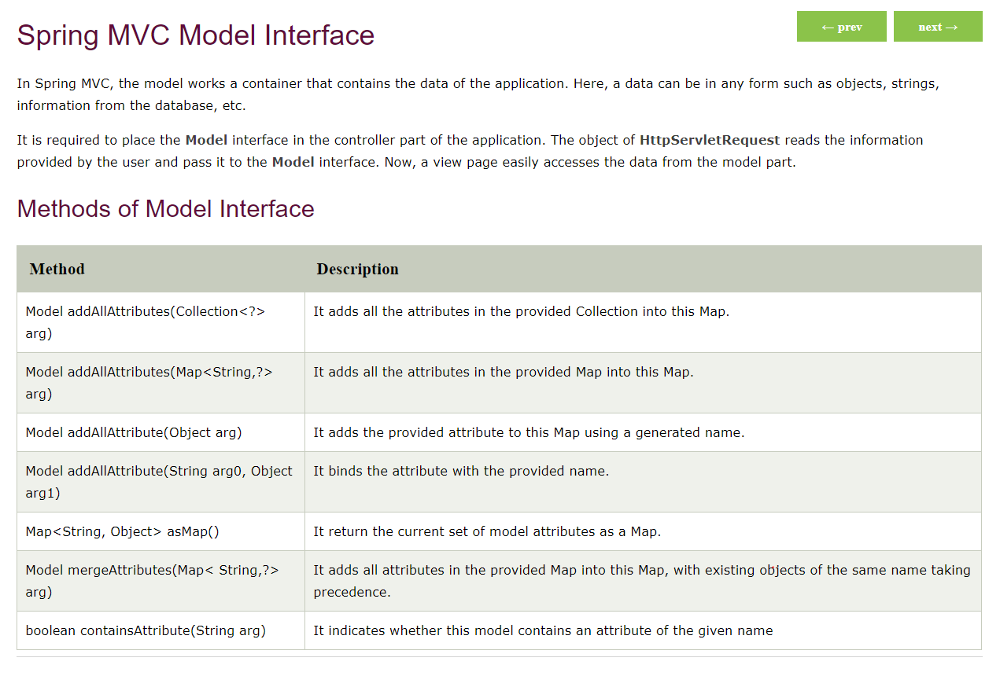 Spring MVC Model Interface
← prev
next →
In Spring MVC, the model works a container that contains the data of the application. Here, a data can be in any form such as objects, strings,
information from the database, etc.
It is required to place the Model interface in the controller part of the application. The object of HttpServletRequest reads the information
provided by the user and pass it to the Model interface. Now, a view page easily accesses the data from the model part.
Methods of Model Interface
Method
Description
Model addAllAttributes(Collection<?>
arg)
It adds all the attributes in the provided Collection into this Map.
Model addAllAttributes(Map<String,?>
arg)
It adds all the attributes in the provided Map into this Map.
Model addAllAttribute(Object arg)
It adds the provided attribute to this Map using a generated name.
Model addAllAttribute(String arg0, Object
arg1)
It binds the attribute with the provided name.
Map<String, Object> asMap()
It return the current set of model attributes as a Map.
Model mergeAttributes(Map< String,?>
arg)
It adds all attributes in the provided Map into this Map, with existing objects of the same name taking
precedence.
boolean containsAttribute(String arg)
It indicates whether this model contains an attribute of the given name